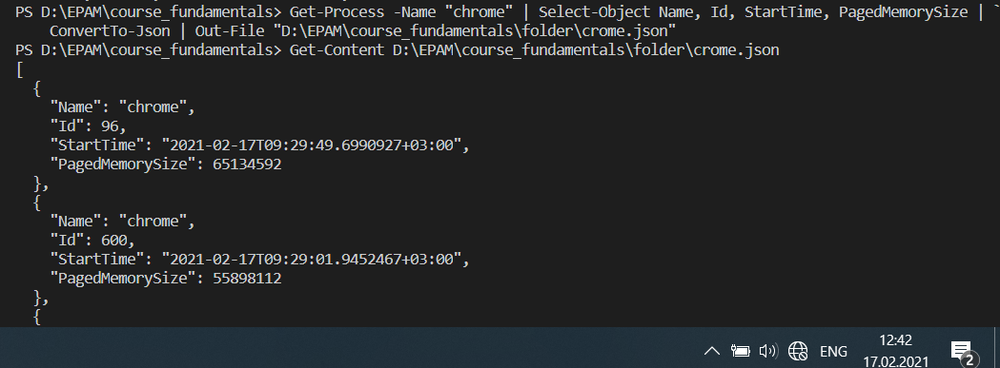 PS D:\EPAM\course_fundamentals> Get-Process -Name "chrome" | Select-Object Name, Id, StartTime, PagedMemorySize | `
ConvertTo-Json | Out-File "D:\EPAM\course_fundamentals\folder\crome.json"
PS D:\EPAM\course_fundamentals> Get-Content D:\EPAM\course_fundamentals\folder\crome.json
[
{
"Name": "chrome",
"Id": 96,
"StartTime": "2021-02-17T09:29:49.6990927+03:00",
"PagedMemorySize": 65134592
},
{
"Name": "chrome",
"Id": 600,
"StartTime": "2021-02-17T09:29:01.9452467+03:00",
"PagedMemorySize": 55898112
},
{
ENG
12:42
17.02.2021
2